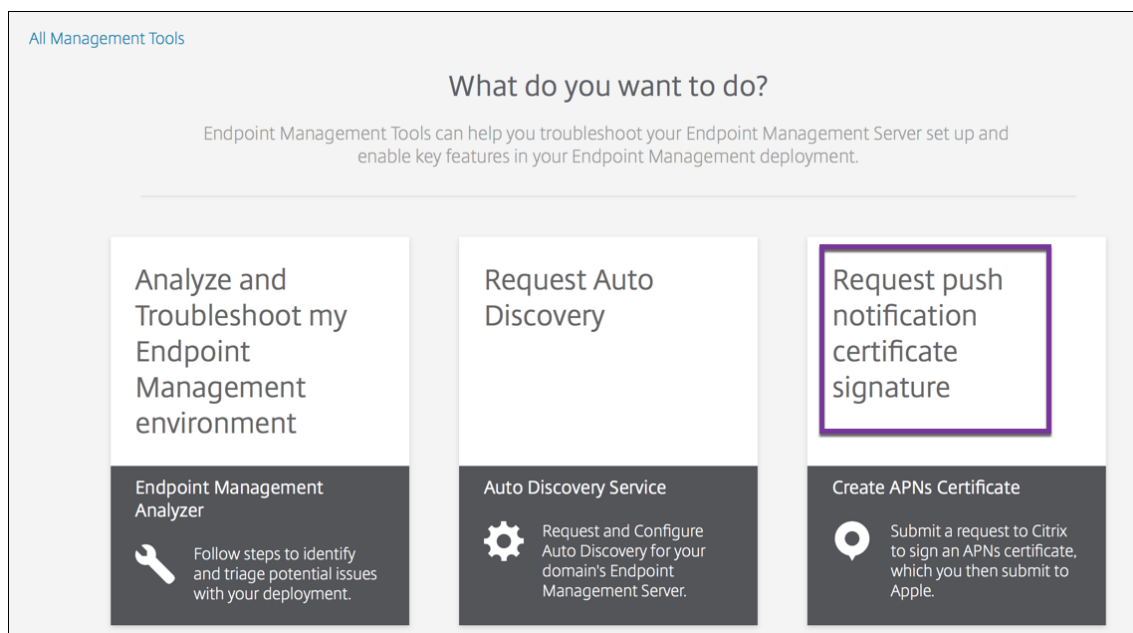 All Management Tools
What do you want to do?
Endpoint Management Tools can help you troubleshoot your Endpoint Management Server set up and
enable key features in your Endpoint Management deployment.
Analyze and
Troubleshoot my
Endpoint
Management
environment
Endpoint Management
Analyzer
Follow steps to identify
and triage potential issues
with your deployment.
Request Auto
Discovery
Auto Discovery Service
Request and Configure
Auto Discovery for your
domain's Endpoint
Management Server.
Request push
notification
certificate
signature
Create APNs Certificate
Submit a request to Citrix
to sign an APNs certificate,
which you then submit to
Apple.